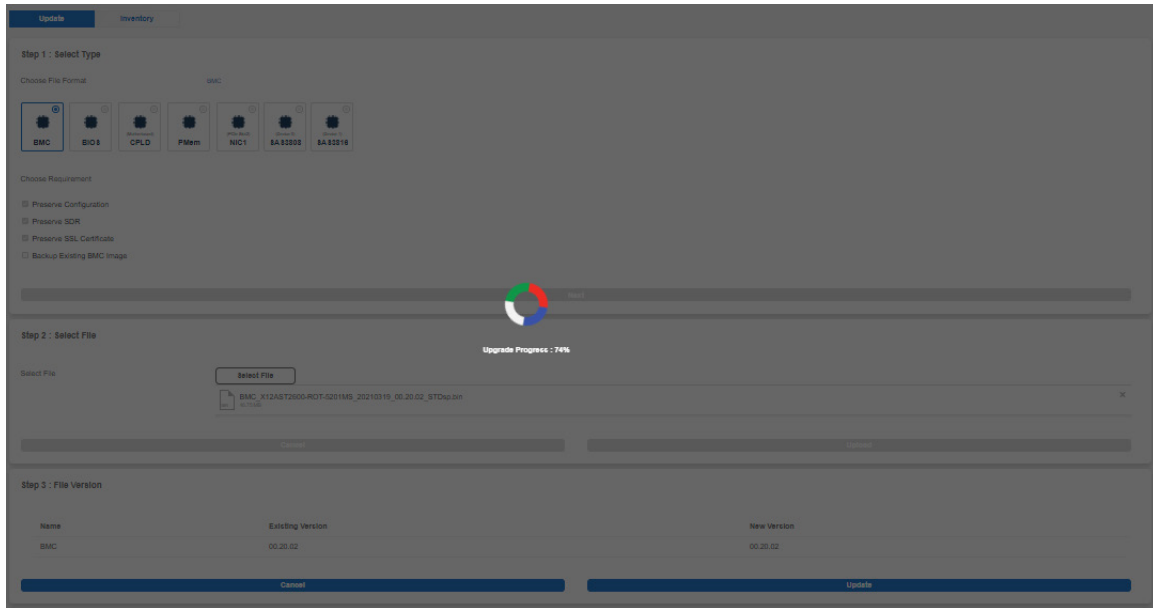 Update Inventory
Step 1 : Select Type
Choose File Format BMC
BMC BIOS CPLD PMem NIC1
Choose Requirement
Preserve Configuration
Preserve SDR
Preserve SSL Certificate
Backup Existing BMC Image
Next
Upgrade Progress : 74%
Step 2 : Select File
Select File Select File
BMC_X12AST2600-ROT-5201MS_20210319_00.20.02_STDsp.bin
Cancel
Step 3 : File Version
Name Existing Version New Version
BMC 00.20.02 00.20.02
Cancel Update